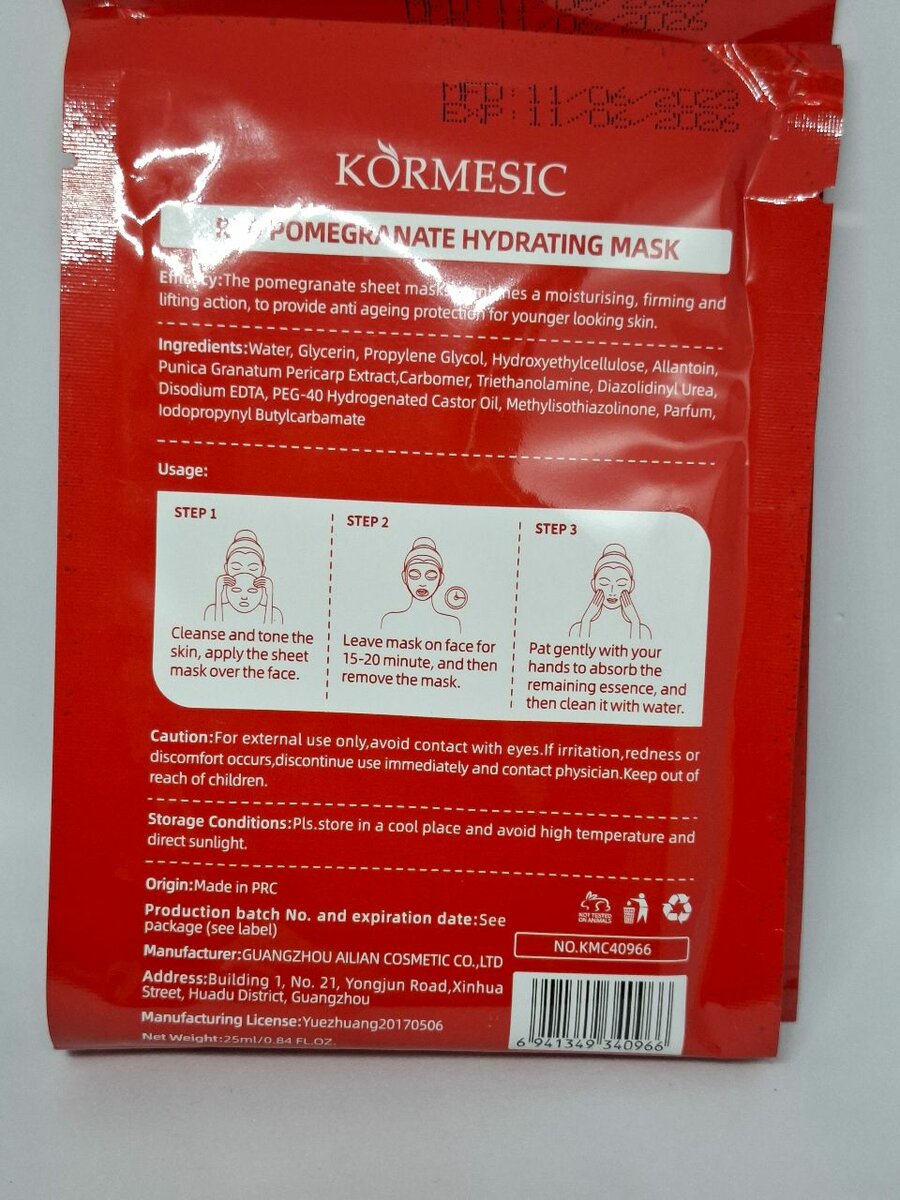 MFD:11/06/2023
EXP:11/06/2026
KORMESIC
POMEGRANATE HYDRATING MASK
Efficacy:The pomegranate sheet mask combines a moisturising, firming and
lifting action, to provide anti ageing protection for younger looking skin.
Ingredients:Water, Glycerin, Propylene Glycol, Hydroxyethylcellulose, Allantoin,
Punica Granatum Pericarp Extract,Carbomer, Triethanolamine, Diazolidinyl Urea,
Disodium EDTA, PEG-40 Hydrogenated Castor Oil, Methylisothiazolinone, Parfum,
Iodopropynyl Butylcarbamate
Usage:
STEP 1
Cleanse and tone the
skin, apply the sheet
mask over the face.
STEP 2
Leave mask on face for
15-20 minute, and then
remove the mask.
STEP 3
Pat gently with your
hands to absorb the
remaining essence, and
then clean it with water.
Caution:For external use only,avoid contact with eyes.If irritation,redness or
discomfort occurs,discontinue use immediately and contact physician.Keep out of
reach of children.
Storage Conditions:Pls.store in a cool place and avoid high temperature and
direct sunlight.
Origin:Made in PRC
Production batch No. and expiration date:See
package (see label)
Manufacturer:GUANGZHOU AILIAN COSMETIC CO.,LTD
Address:Building 1, No. 21, Yongjun Road,Xinhua
Street, Huadu District, Guangzhou
Manufacturing License:Yuezhuang20170506
Net Weight:25ml/0.84 FL.OZ.
NOT TESTED
ON ANIMALS
NO.KMC40966
6 941349 340966